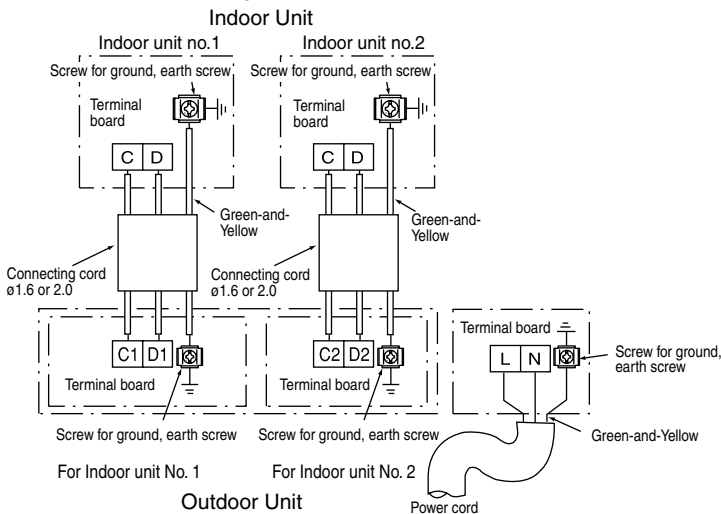 Indoor Unit
Indoor unit no.1
Indoor unit no.2
Screw for ground, earth screw
Screw for ground, earth screw
Terminal
board
Terminal
board
C D
C D
Green-and-
Yellow
Green-and-
Yellow
Connecting cord
ø1.6 or 2.0
Connecting cord
ø1.6 or 2.0
C1 D1
C2 D2
Terminal board
L N
Screw for ground,
earth screw
Terminal board
Terminal board
Screw for ground, earth screw
Screw for ground, earth screw
Green-and-Yellow
For Indoor unit No. 1
For Indoor unit No. 2
Outdoor Unit
Power cord